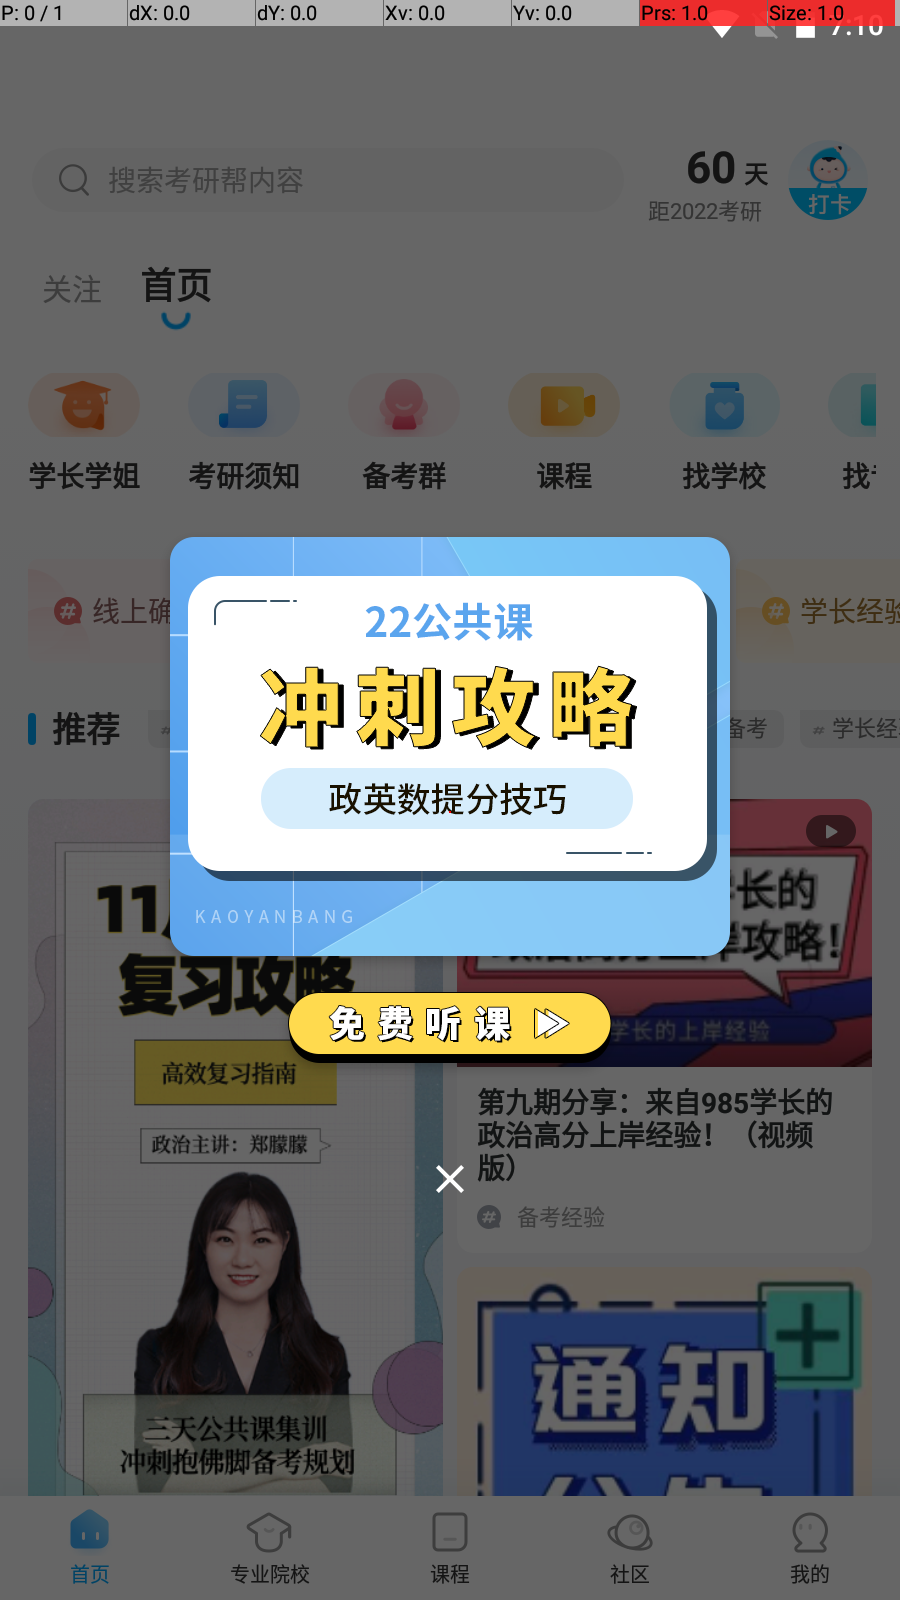 P: 0 / 1
dX: 0.0
dY: 0.0
Xv: 0.0
Yv: 0.0
Prs: 1.0
Size: 1.0
7:10
搜索考研帮内容
60 天
距2022考研
打卡
关注
首页
学长学姐
考研须知
备考群
课程
找学校
线上确
学长经验
推荐
备考
# 学长经
22公共课
冲刺攻略
政英数提分技巧
KAOYANBANG
免费听课
11
复习攻略
高效复习指南
政治主讲：郑朦朦
三天公共课集训
冲刺抱佛脚备考规划
学长的
岸攻略!
学长的上岸经验
第九期分享：来自985学长的
政治高分上岸经验！（视频
版）
# 备考经验
通知
首页
专业院校
课程
社区
我的